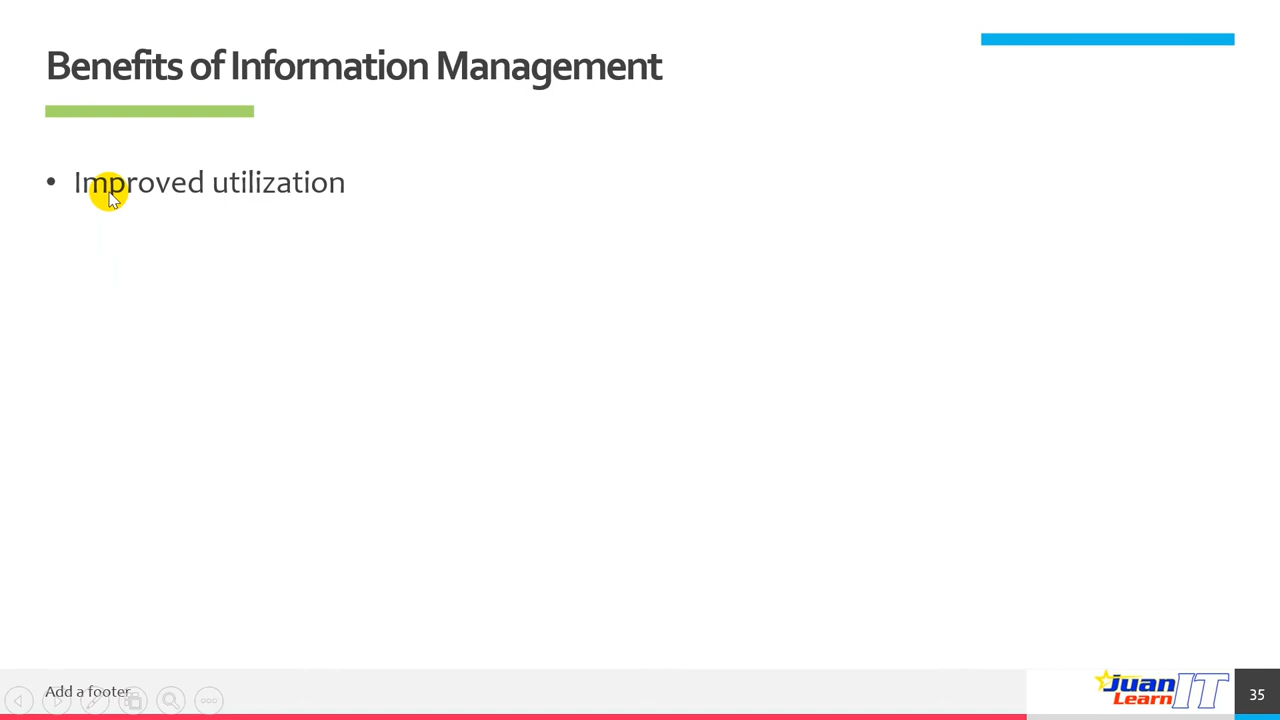 Benefits of Information Management
• Improved utilization
Add a footer
Juan
Learn
IT
35